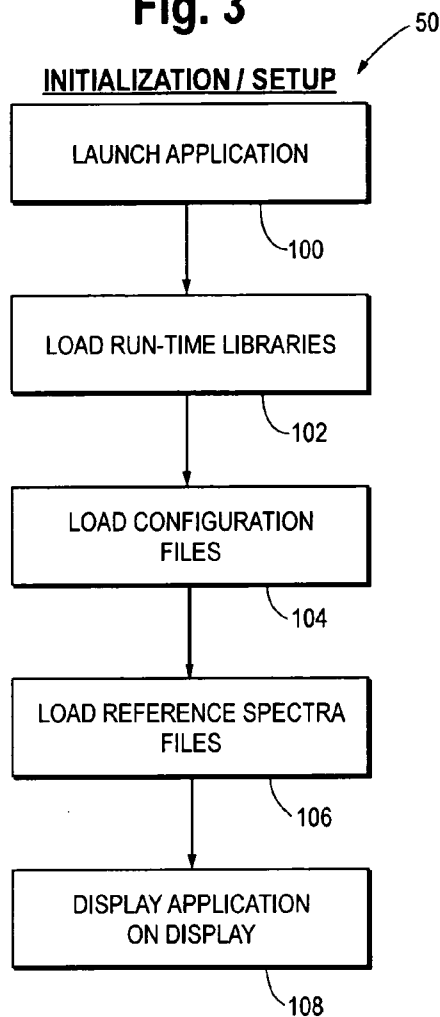 Fig. 3
50
INITIALIZATION / SETUP
LAUNCH APPLICATION
100
LOAD RUN-TIME LIBRARIES
102
LOAD CONFIGURATION
FILES
104
LOAD REFERENCE SPECTRA
FILES
106
DISPLAY APPLICATION
ON DISPLAY
108